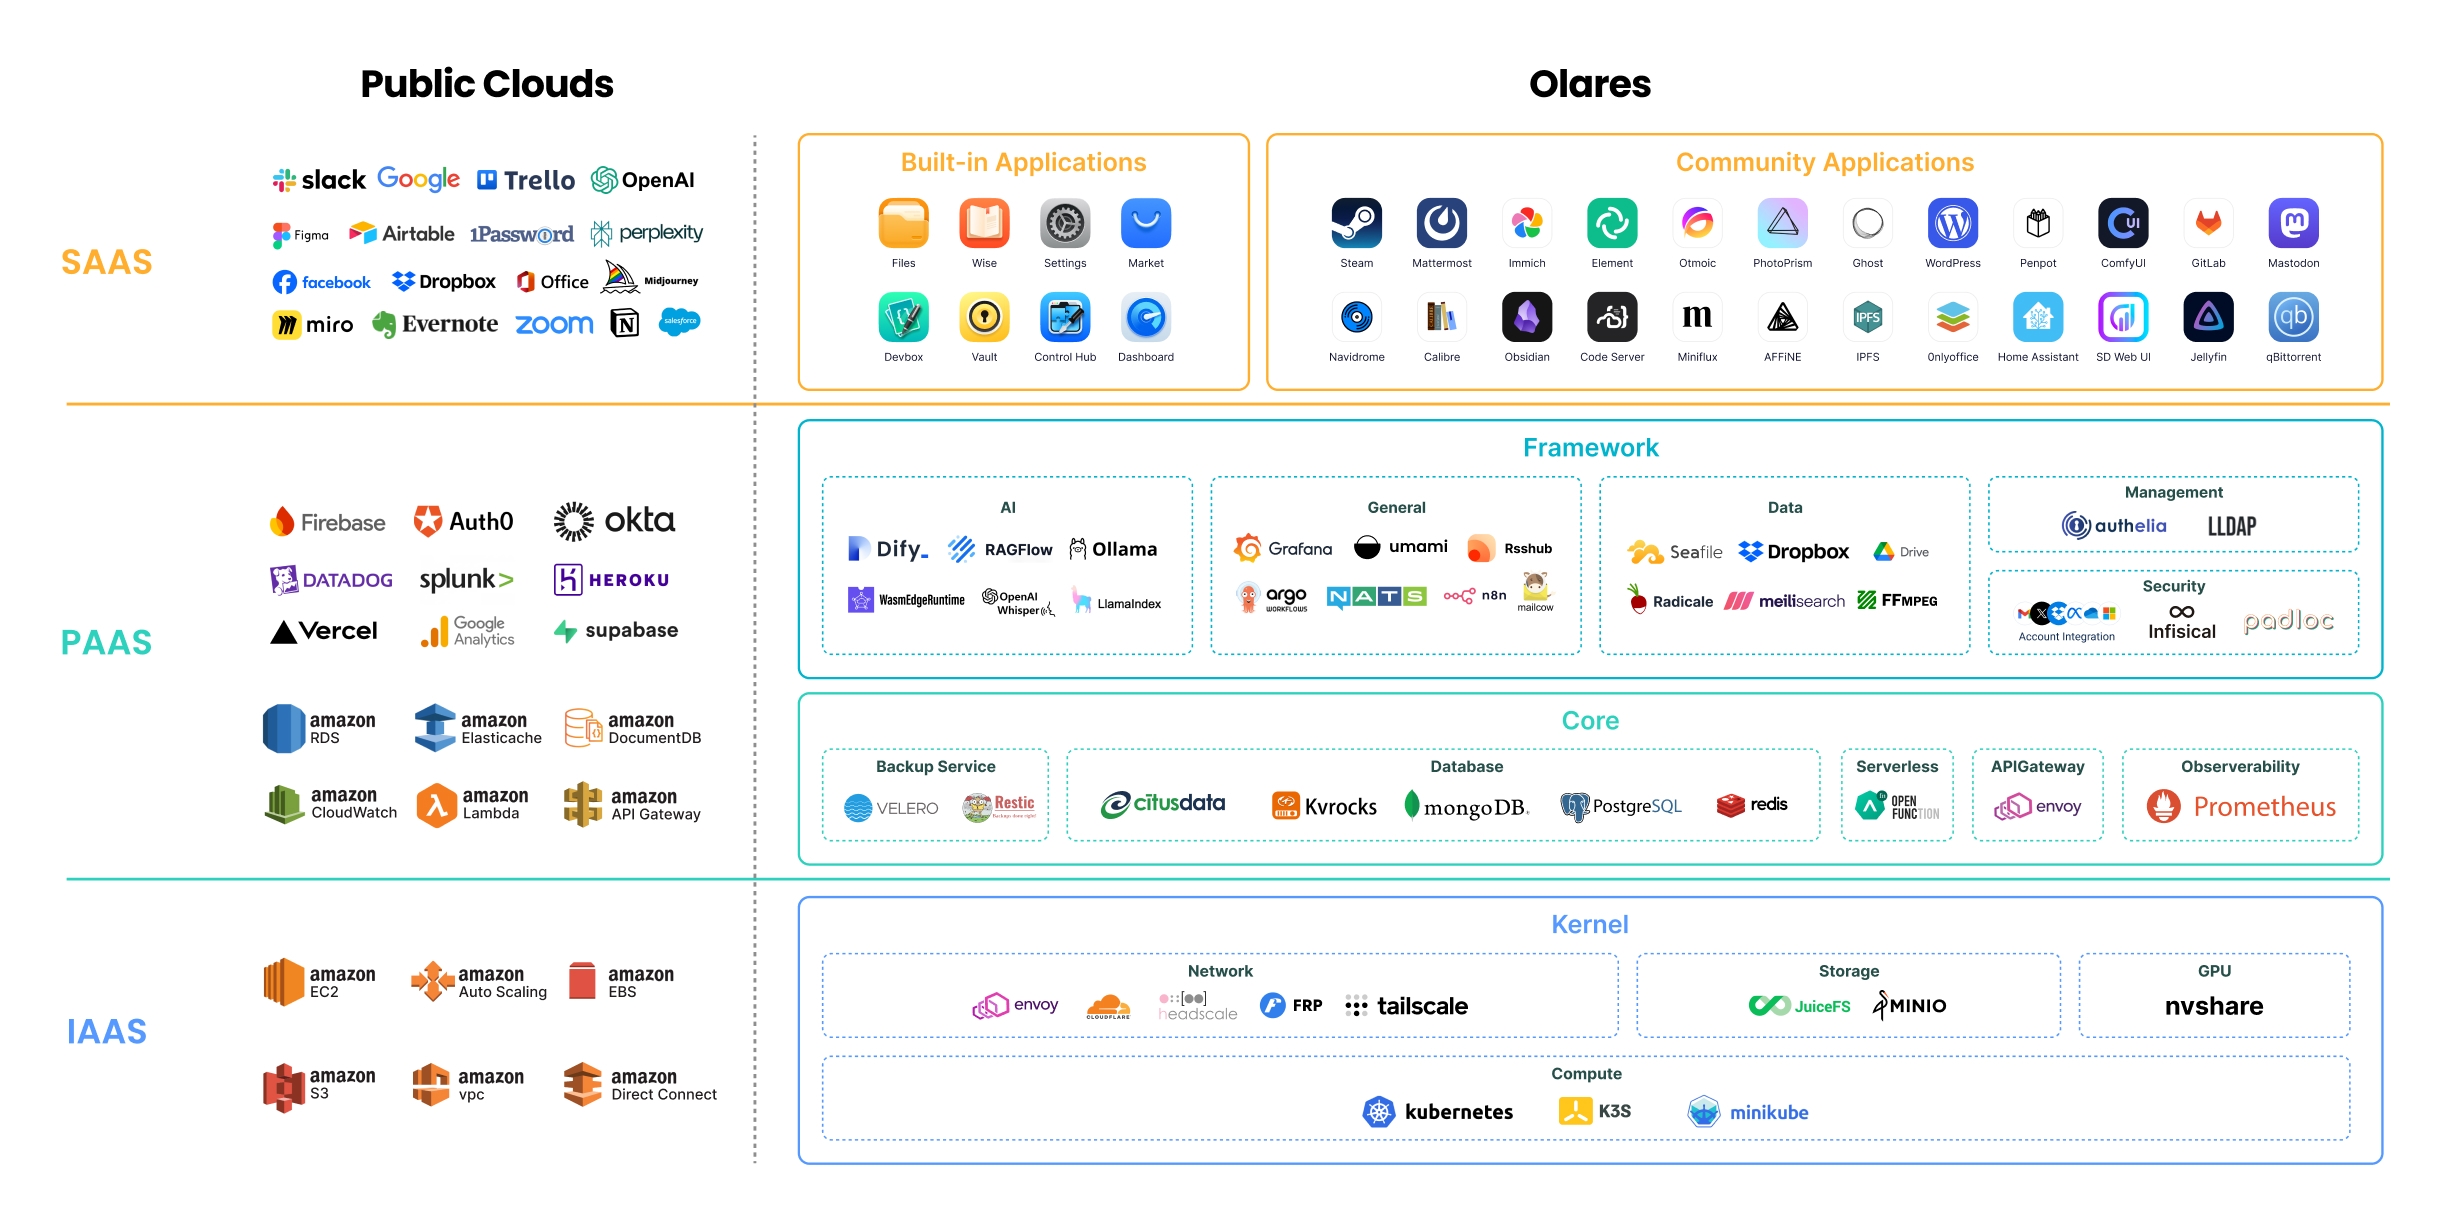 Public Clouds
Olares
SAAS
slack Google Trello OpenAI
Figma Airtable 1Password perplexity
facebook Dropbox Office Midjourney
miro Evernote zoom N salesforce
Built-in Applications
Files Wise Settings Market
Devbox Vault Control Hub Dashboard
Community Applications
Steam Mattermost Immich Element Otmoic PhotoPrism Ghost WordPress Penpot ComfyUI GitLab Mastodon
Navidrome Calibre Obsidian Code Server Miniflux AFFiNE IPFS 0nlyoffice Home Assistant SD Web UI Jellyfin qBittorrent
PAAS
Firebase Auth0 okta
DATADOG splunk> HEROKU
Vercel Google Analytics supabase
amazon RDS amazon Elasticache amazon DocumentDB
amazon CloudWatch amazon Lambda amazon API Gateway
Framework
AI
Dify_ RAGFlow Ollama
WasmEdgeRuntime OpenAI Whisper LlamaIndex
General
Grafana umami Rsshub
argo WORKFLOWS NATS n8n mailcow
Data
Seafile Dropbox Drive
Radicale meilisearch FFMPEG
Management
authelia LLDAP
Security
Account Integration Infisical padloc
Core
Backup Service
VELERO Restic Backups done right!
Database
citusdata Kvrocks mongoDB. PostgreSQL redis
Serverless
OPEN FUNCTION
APIGateway
envoy
Observability
Prometheus
IAAS
amazon EC2 amazon Auto Scaling amazon EBS
amazon S3 amazon vpc amazon Direct Connect
Kernel
Network
envoy CLOUDFLARE headscale FRP tailscale
Storage
JuiceFS MINIO
GPU
nvshare
Compute
kubernetes K3S minikube